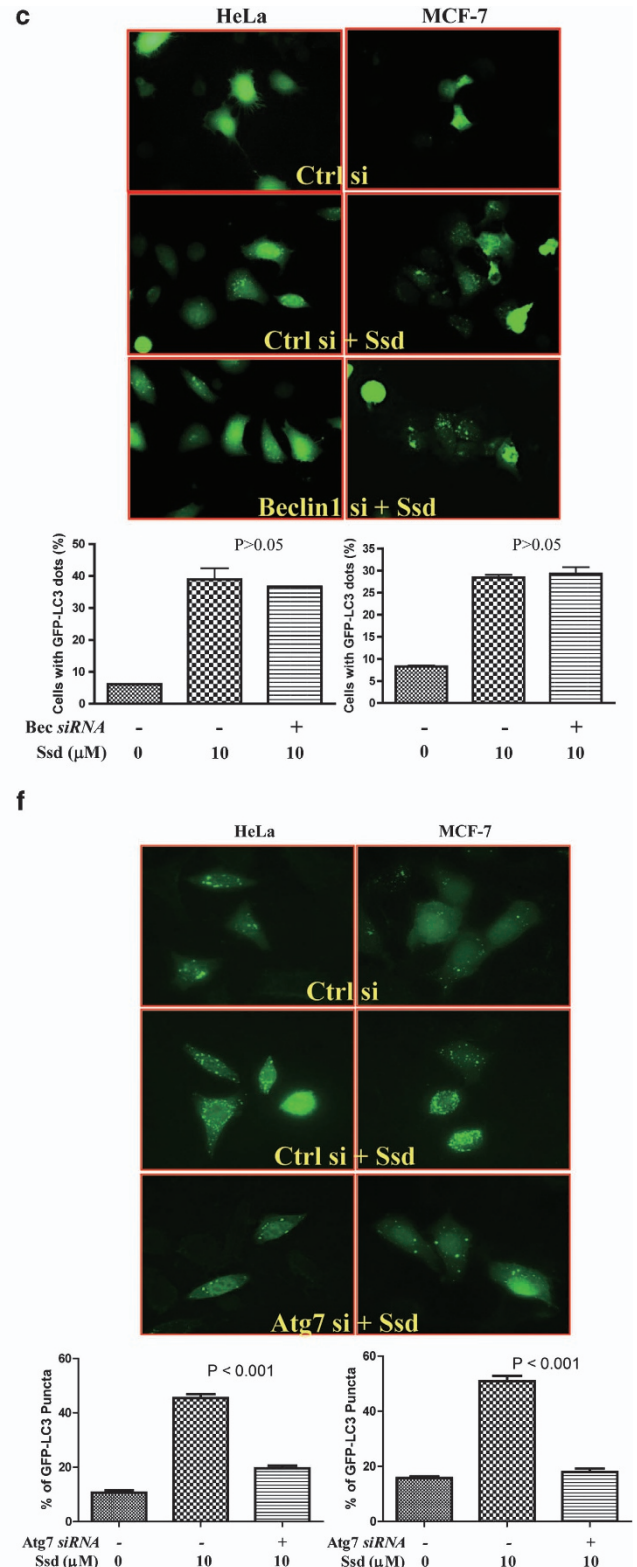 c
HeLa MCF-7
Ctrl si
Ctrl si + Ssd
Beclin1 si + Ssd
Cells with GFP-LC3 dots (%)
50
40
30
20
10
0
P>0.05
Cells with GFP-LC3 dots (%)
35
30
25
20
15
10
5
0
P>0.05
Bec siRNA - - + - - +
Ssd (μM) 0 10 10 0 10 10
f
HeLa MCF-7
Ctrl si
Ctrl si + Ssd
Atg7 si + Ssd
% of GFP-LC3 Puncta
60
40
20
0
P < 0.001
% of GFP-LC3 Puncta
60
40
20
0
P < 0.001
Atg7 siRNA - - + Atg7 siRNA - - +
Ssd (μM) 0 10 10 Ssd (μM) 0 10 10